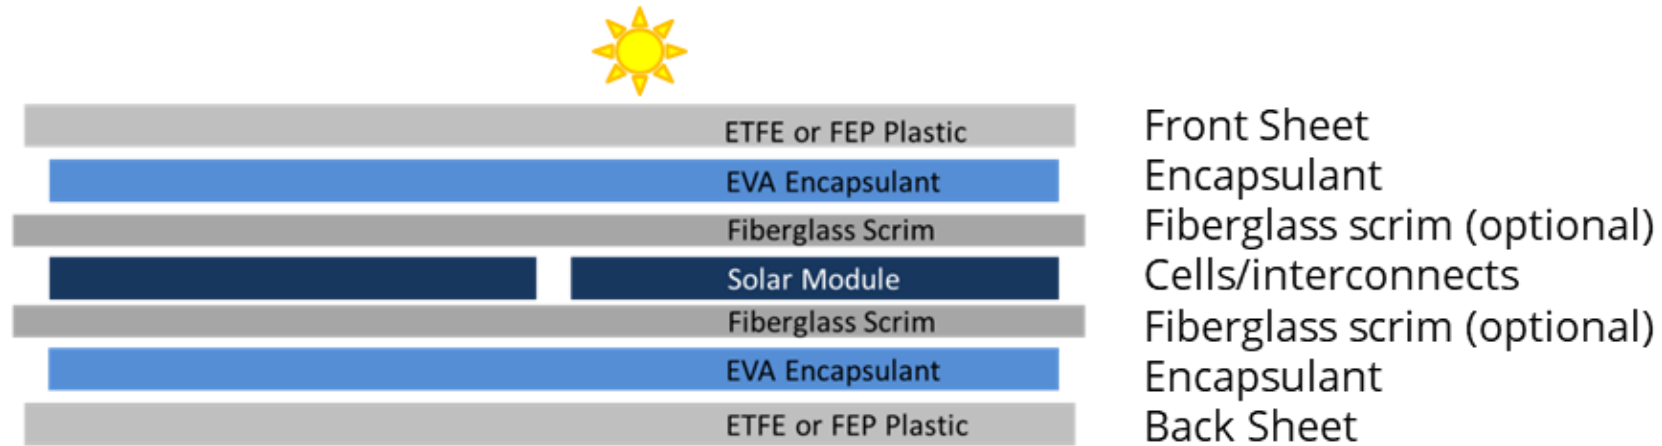 ETFE or FEP Plastic
Front Sheet
EVA Encapsulant
Encapsulant
Fiberglass Scrim
Fiberglass scrim (optional)
Solar Module
Cells/interconnects
Fiberglass Scrim
Fiberglass scrim (optional)
EVA Encapsulant
Encapsulant
ETFE or FEP Plastic
Back Sheet